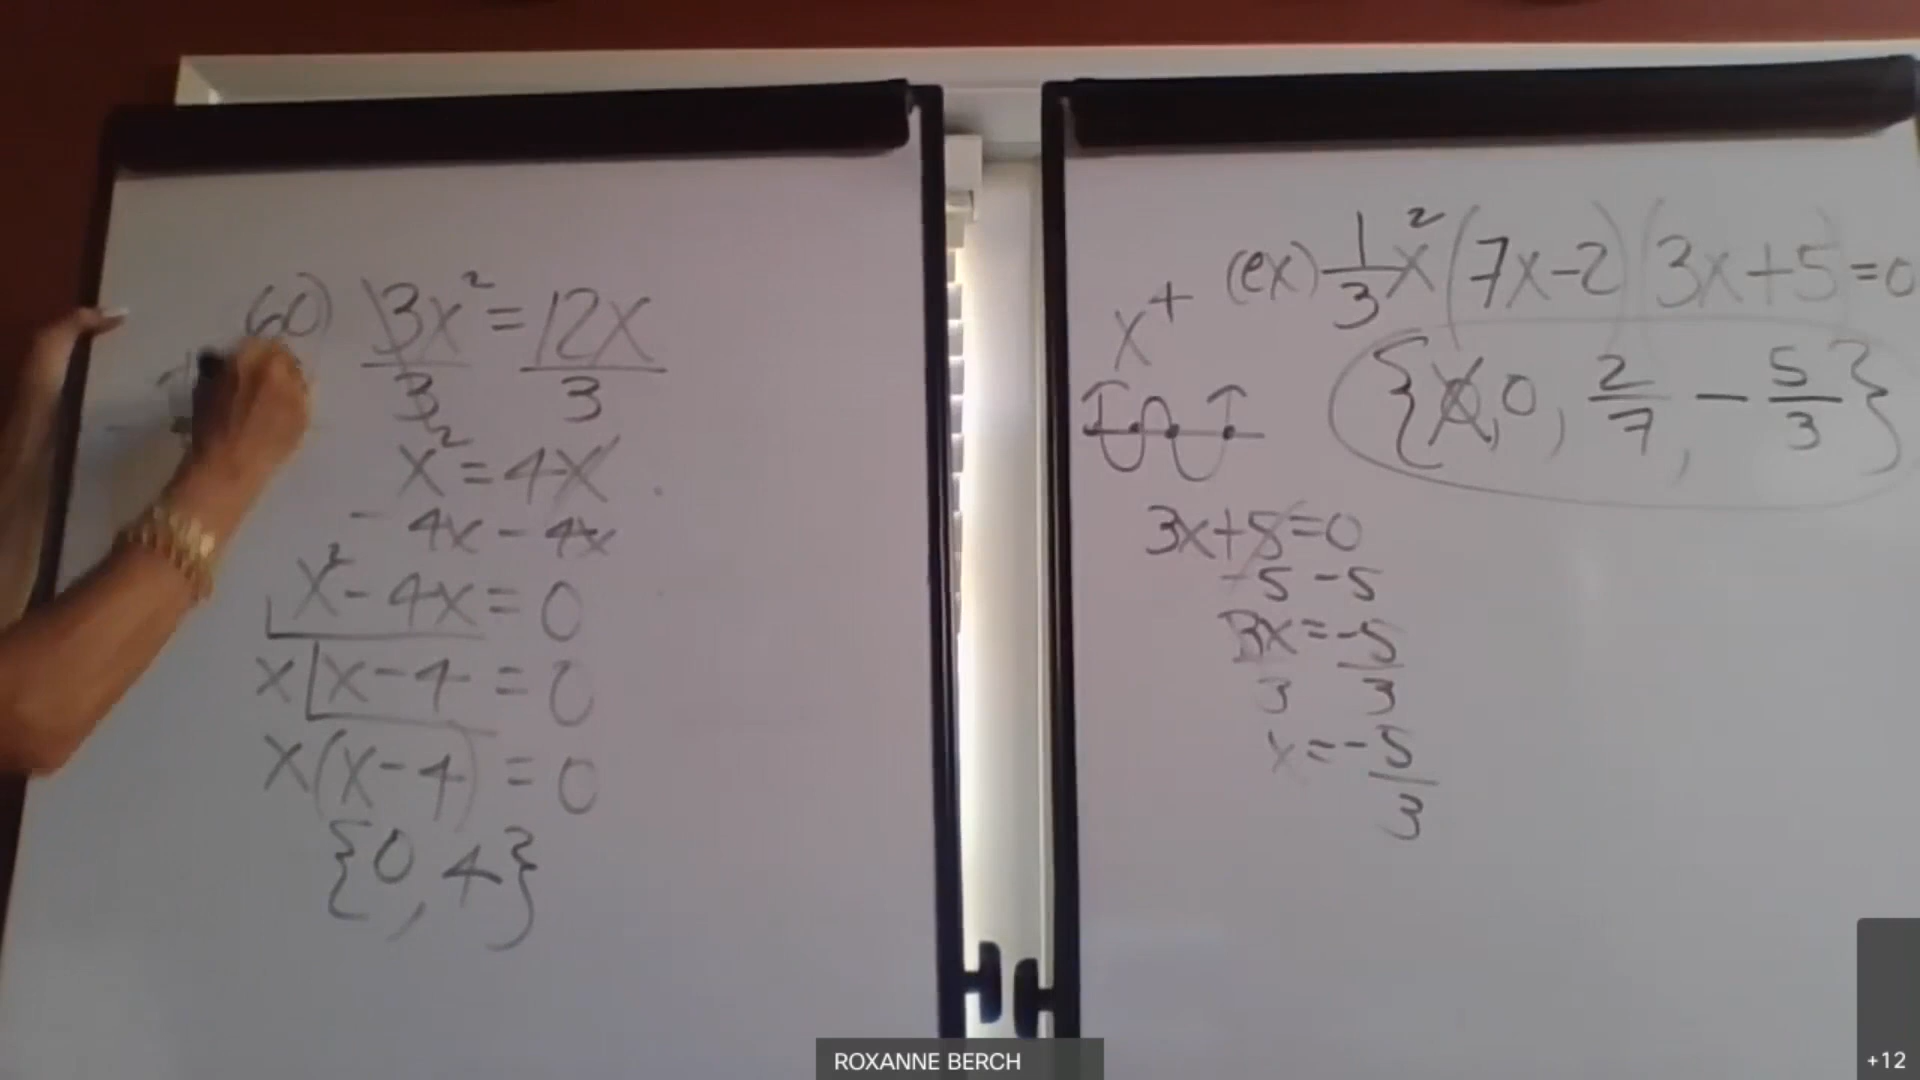 60) 3x² = 12x
3 3
x² = 4x
- 4x - 4x
x² - 4x = 0
x x - 4 = 0
x(x - 4) = 0
{0, 4}
(ex) 1/3 x² (7x-2)(3x+5)=0
x⁺
{0, 0, 2/7, -5/3}
3x+5=0
-5 -5
3x=-5
3 3
x=-5/3
ROXANNE BERCH
+12